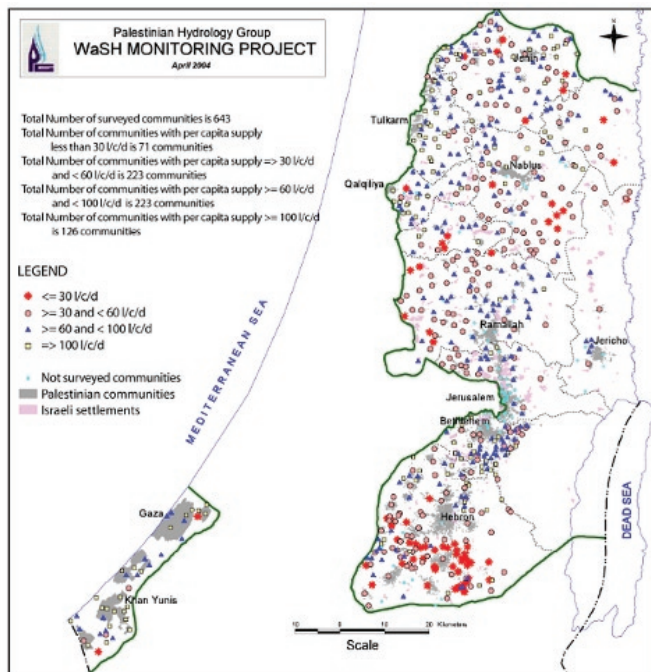 Palestinian Hydrology Group
WaSH MONITORING PROJECT
April 2004
Total Number of surveyed communities is 643
Total Number of communities with per capita supply
less than 30 l/c/d is 71 communities
Total Number of communities with per capita supply => 30 l/c/d
and < 60 l/c/d is 223 communities
Total Number of communities with per capita supply >= 60 l/c/d
and < 100 l/c/d is 223 communities
Total Number of communities with per capita supply >= 100 l/c/d
is 126 communities
LEGEND
<= 30 l/c/d
>= 30 and < 60 l/c/d
>= 60 and < 100 l/c/d
=> 100 l/c/d
Not surveyed communities
Palestinian communities
Israeli settlements
MEDITERRANEAN SEA
Jenin
Tulkarm
Nablus
Qalqiliya
Ramallah
Jericho
Jerusalem
Bethlehem
Hebron
DEAD SEA
Gaza
Khan Yunis
10 0 10 20 Kilometers
Scale